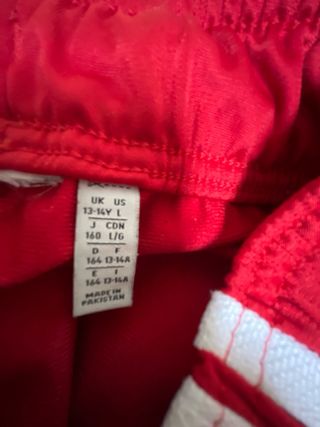 UK US
13-14Y L
J CDN
160 L/G
D F
164 13-14A
E I
164 13-14A
MADE IN
PAKISTAN